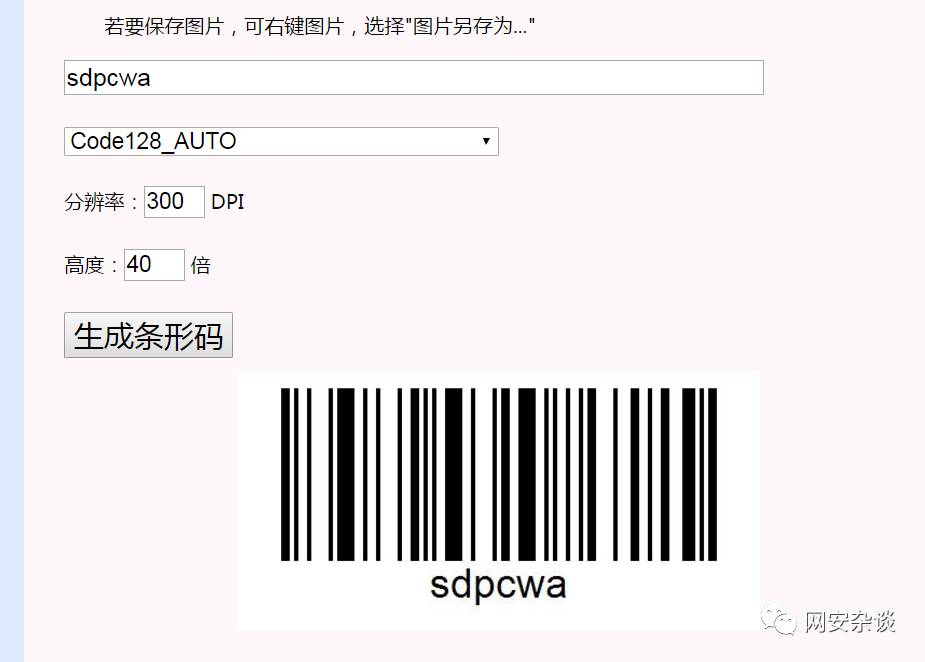 若要保存图片，可右键图片，选择"图片另存为..."
sdpcwa
Code128_AUTO
分辨率：300 DPI
高度：40 倍
生成条形码
sdpcwa
网安杂谈